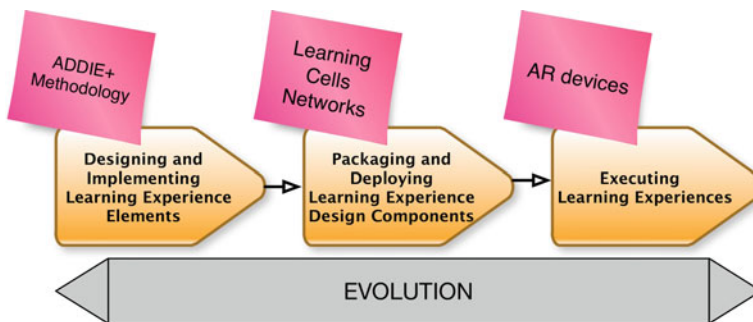 ADDIE+
Methodology
Learning
Cells
Networks
AR devices
Designing and
Implementing
Learning Experience
Elements
Packaging and
Deploying
Learning Experience
Design Components
Executing
Learning Experiences
EVOLUTION